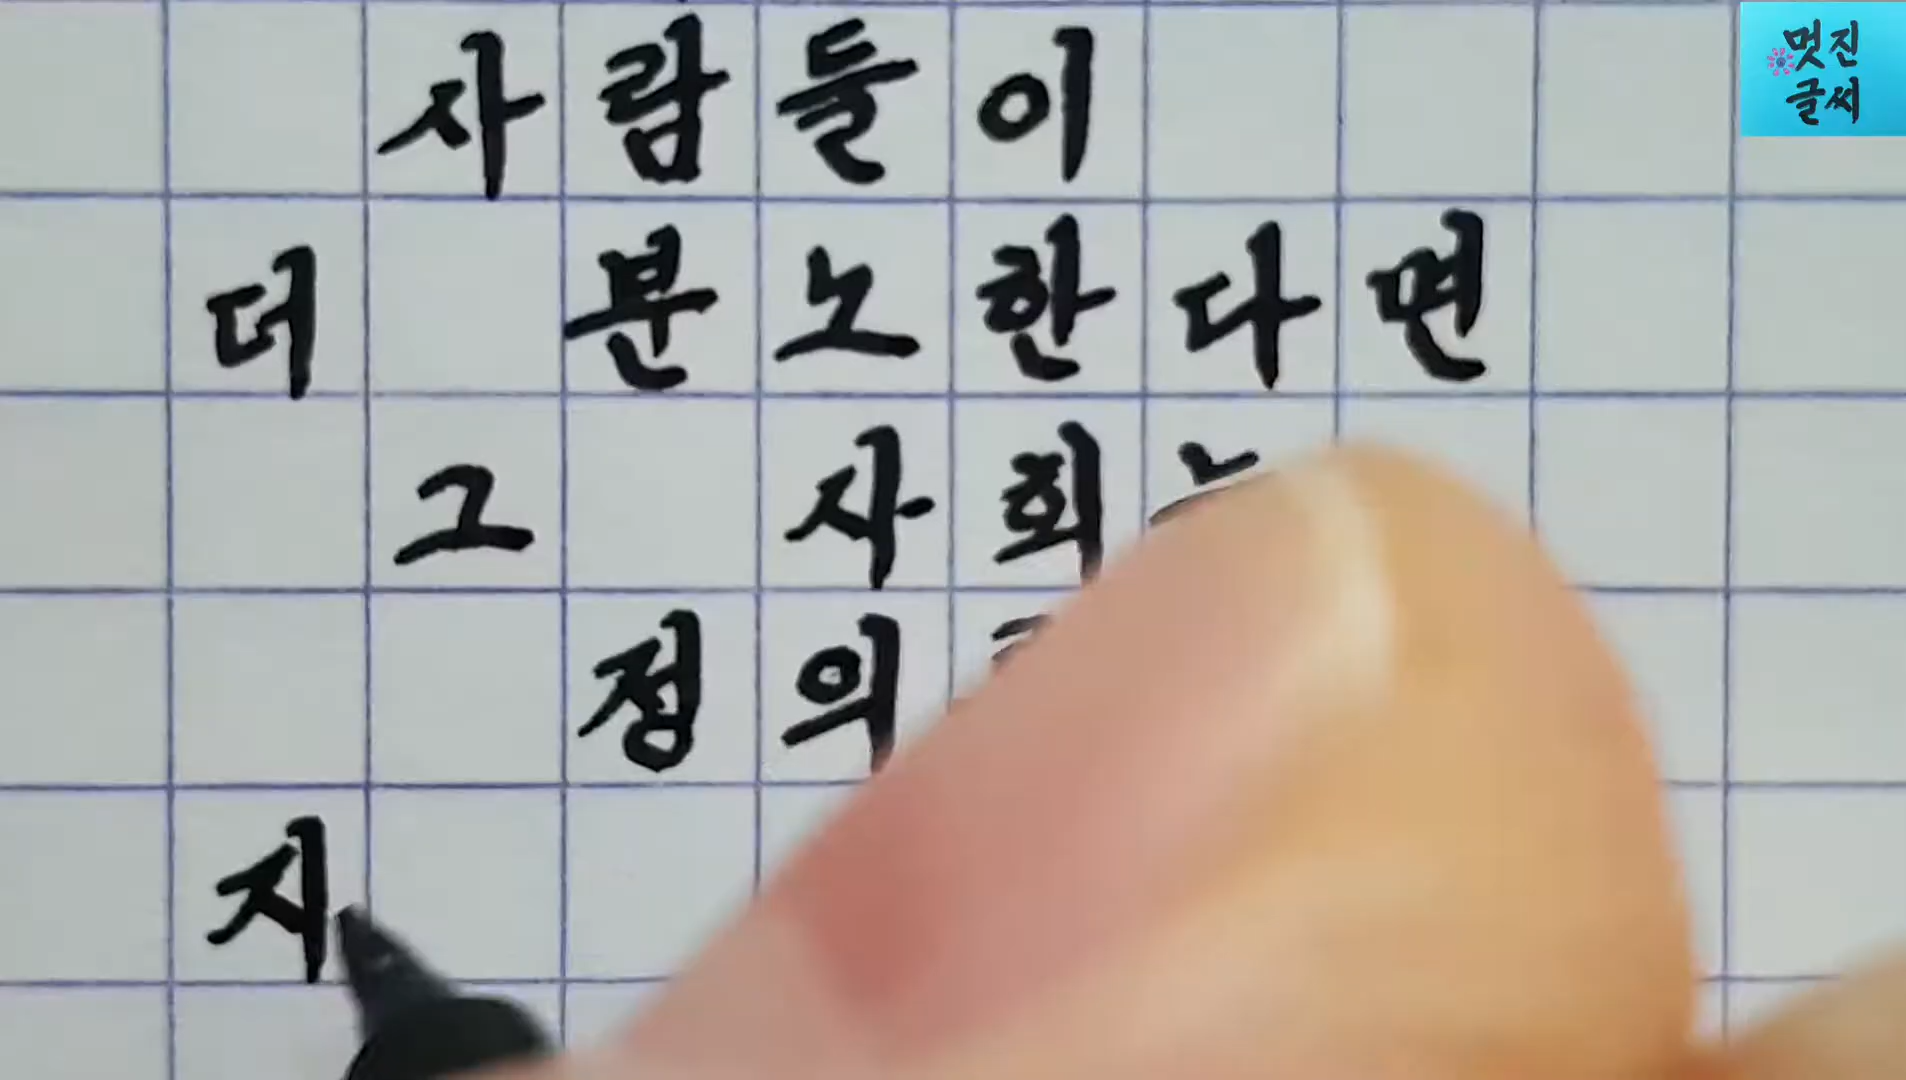 사람들이
더 분노한다면
그 사회
정의
지
멋진
글씨